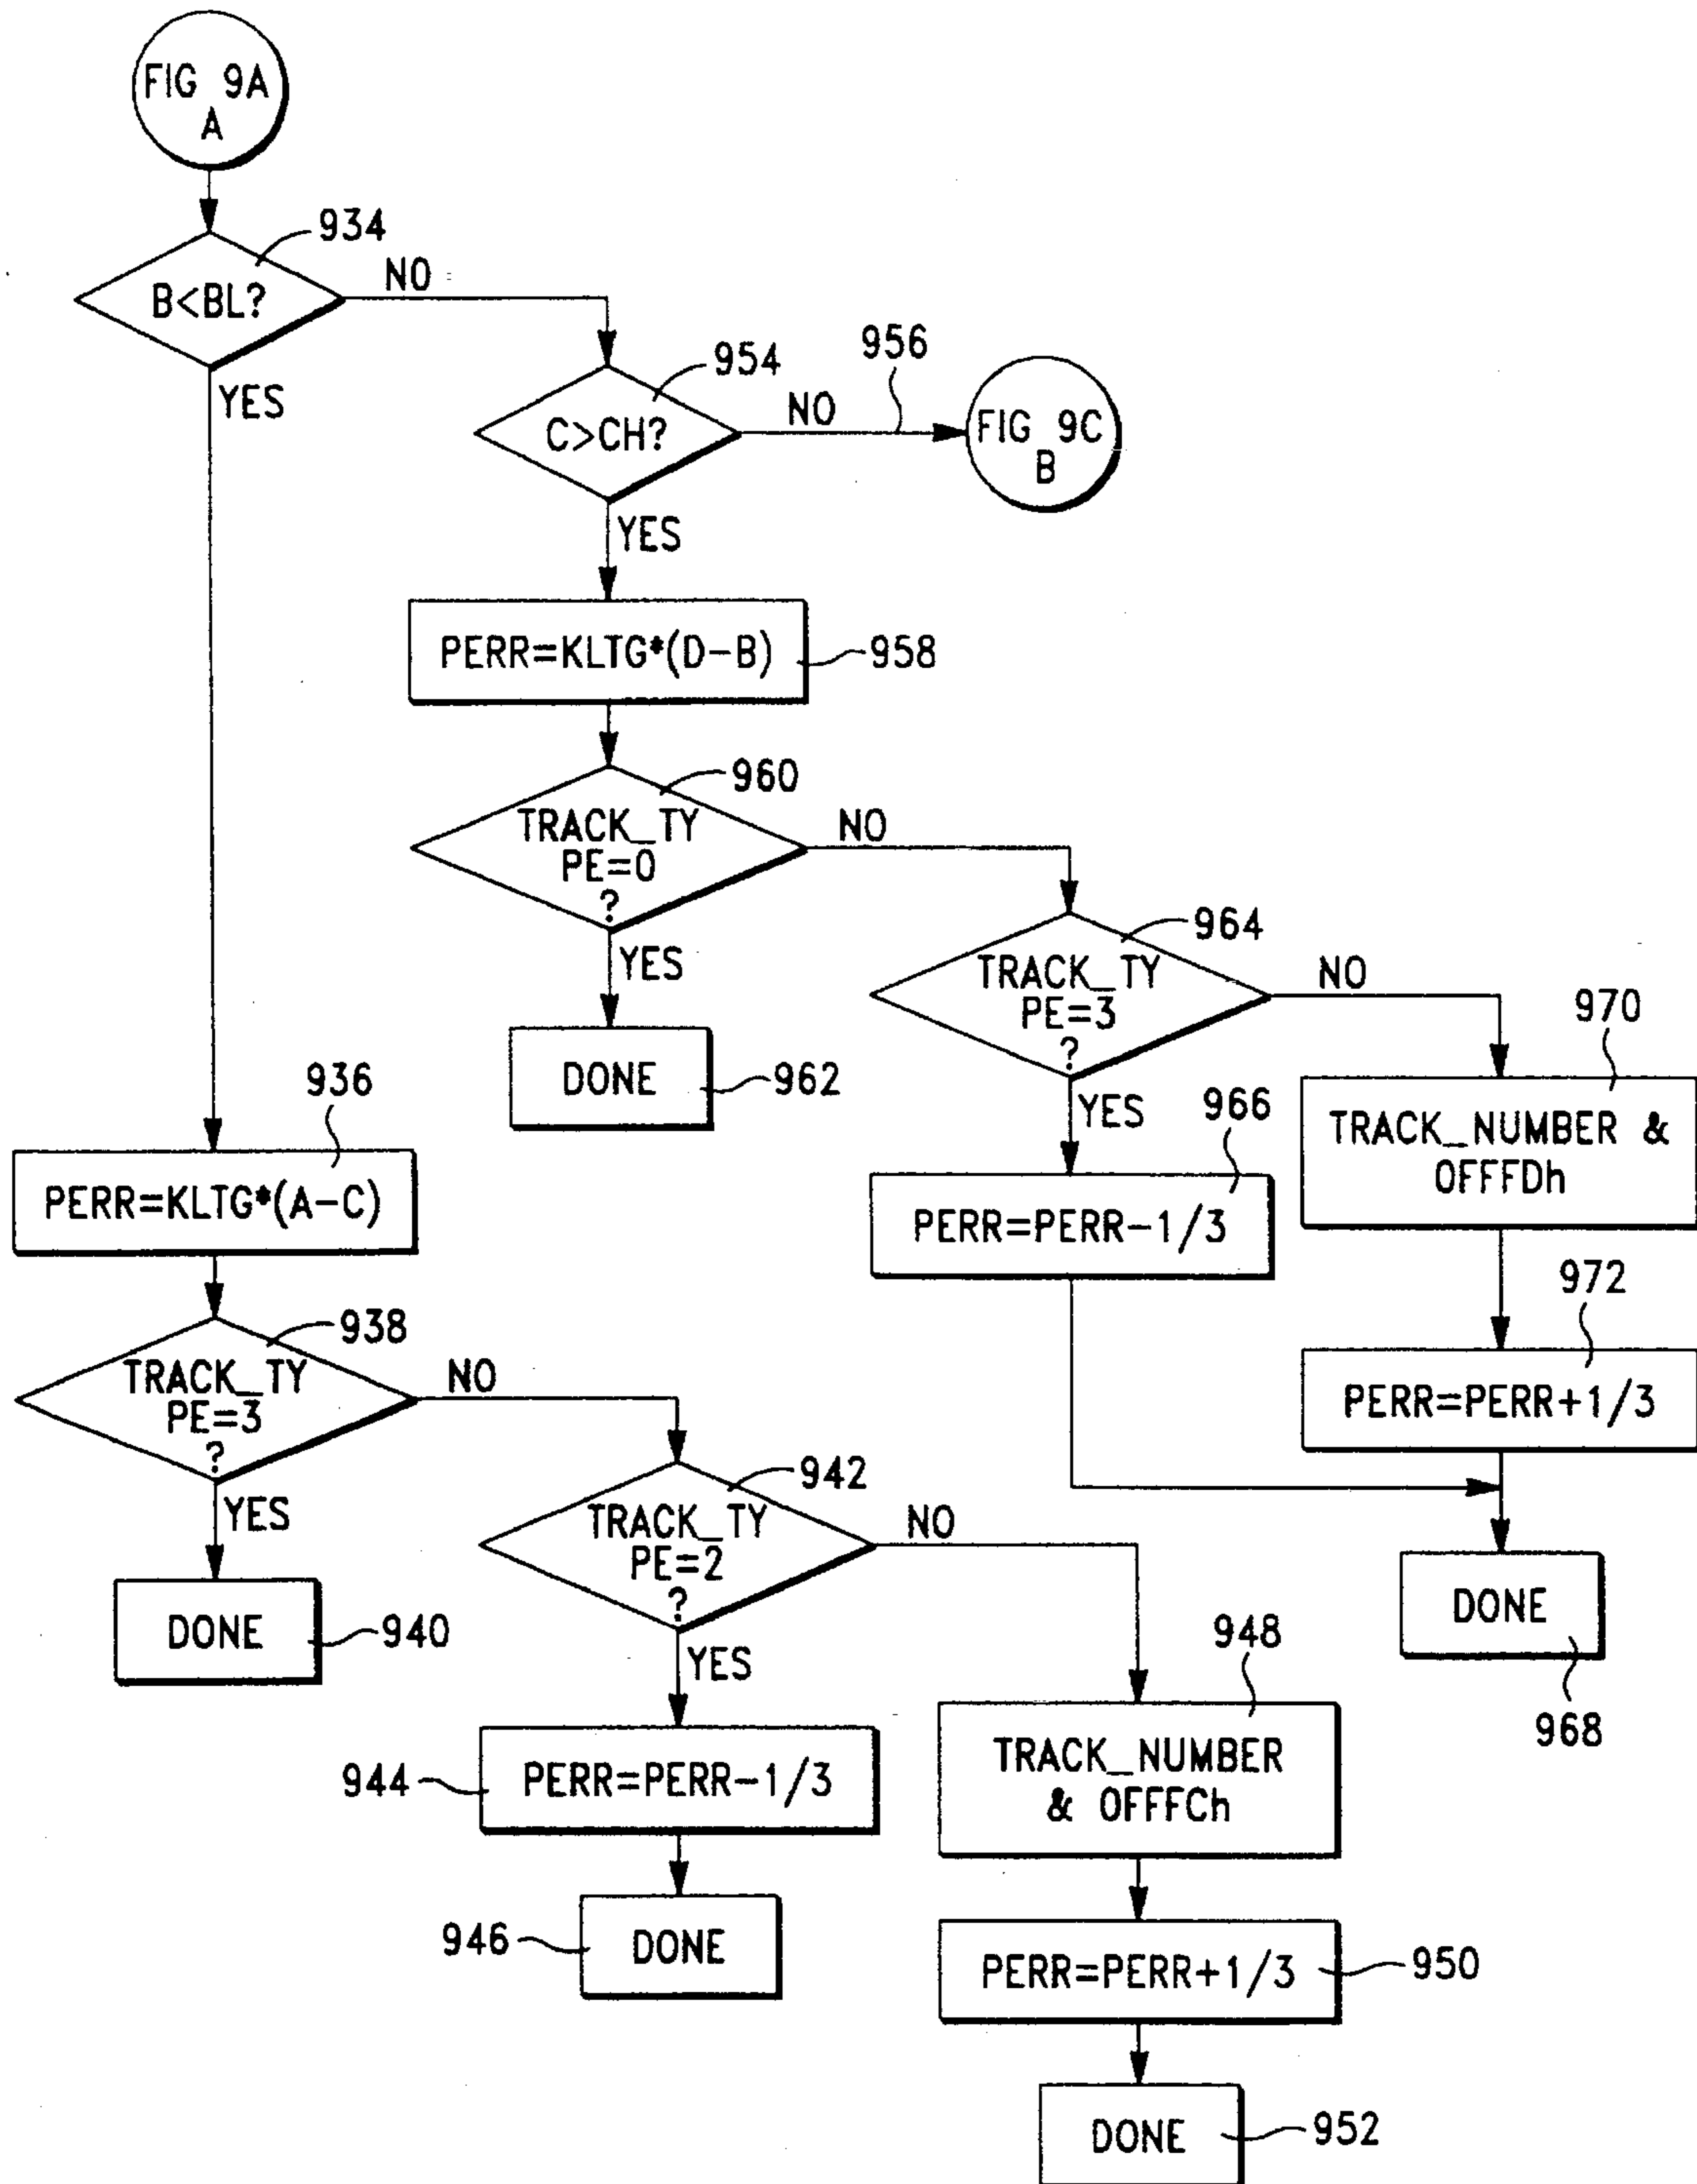 FIG 9A
A
934
B<BL?
NO
YES
954
C>CH?
NO
956
FIG 9C
B
YES
PERR=KLTG*(D-B)
958
960
TRACK_TY
PE=0
?
NO
YES
DONE
962
964
TRACK_TY
PE=3
?
NO
YES
970
TRACK_NUMBER &
0FFFDh
966
PERR=PERR-1/3
972
PERR=PERR+1/3
DONE
968
936
PERR=KLTG*(A-C)
938
TRACK_TY
PE=3
?
NO
YES
DONE
940
942
TRACK_TY
PE=2
?
NO
YES
944
PERR=PERR-1/3
946
DONE
948
TRACK_NUMBER
& 0FFFCh
PERR=PERR+1/3
950
DONE
952